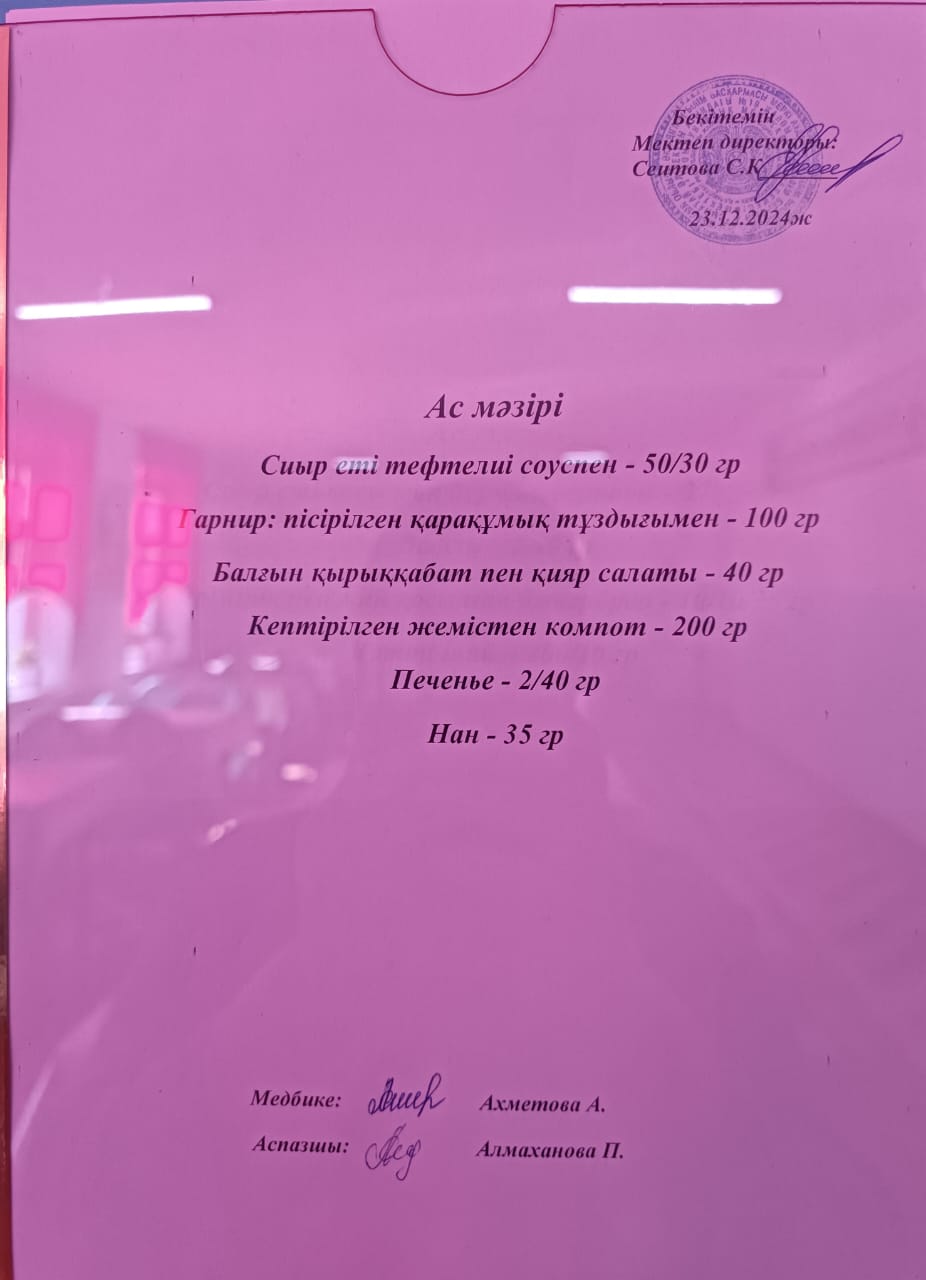 Бекітемін
Мектеп директоры:
Сеитова С.К
23.12.2024ж
Ас мәзірі
Сиыр еті тефтелиі соуспен - 50/30 гр
Гарнир: пісірілген қарақұмық тұздығымен - 100 гр
Балғын қырыққабат пен қияр салаты - 40 гр
Кептірілген жемістен компот - 200 гр
Печенье - 2/40 гр
Нан - 35 гр
Медбике: Ахметова А.
Аспазшы: Алмаханова П.